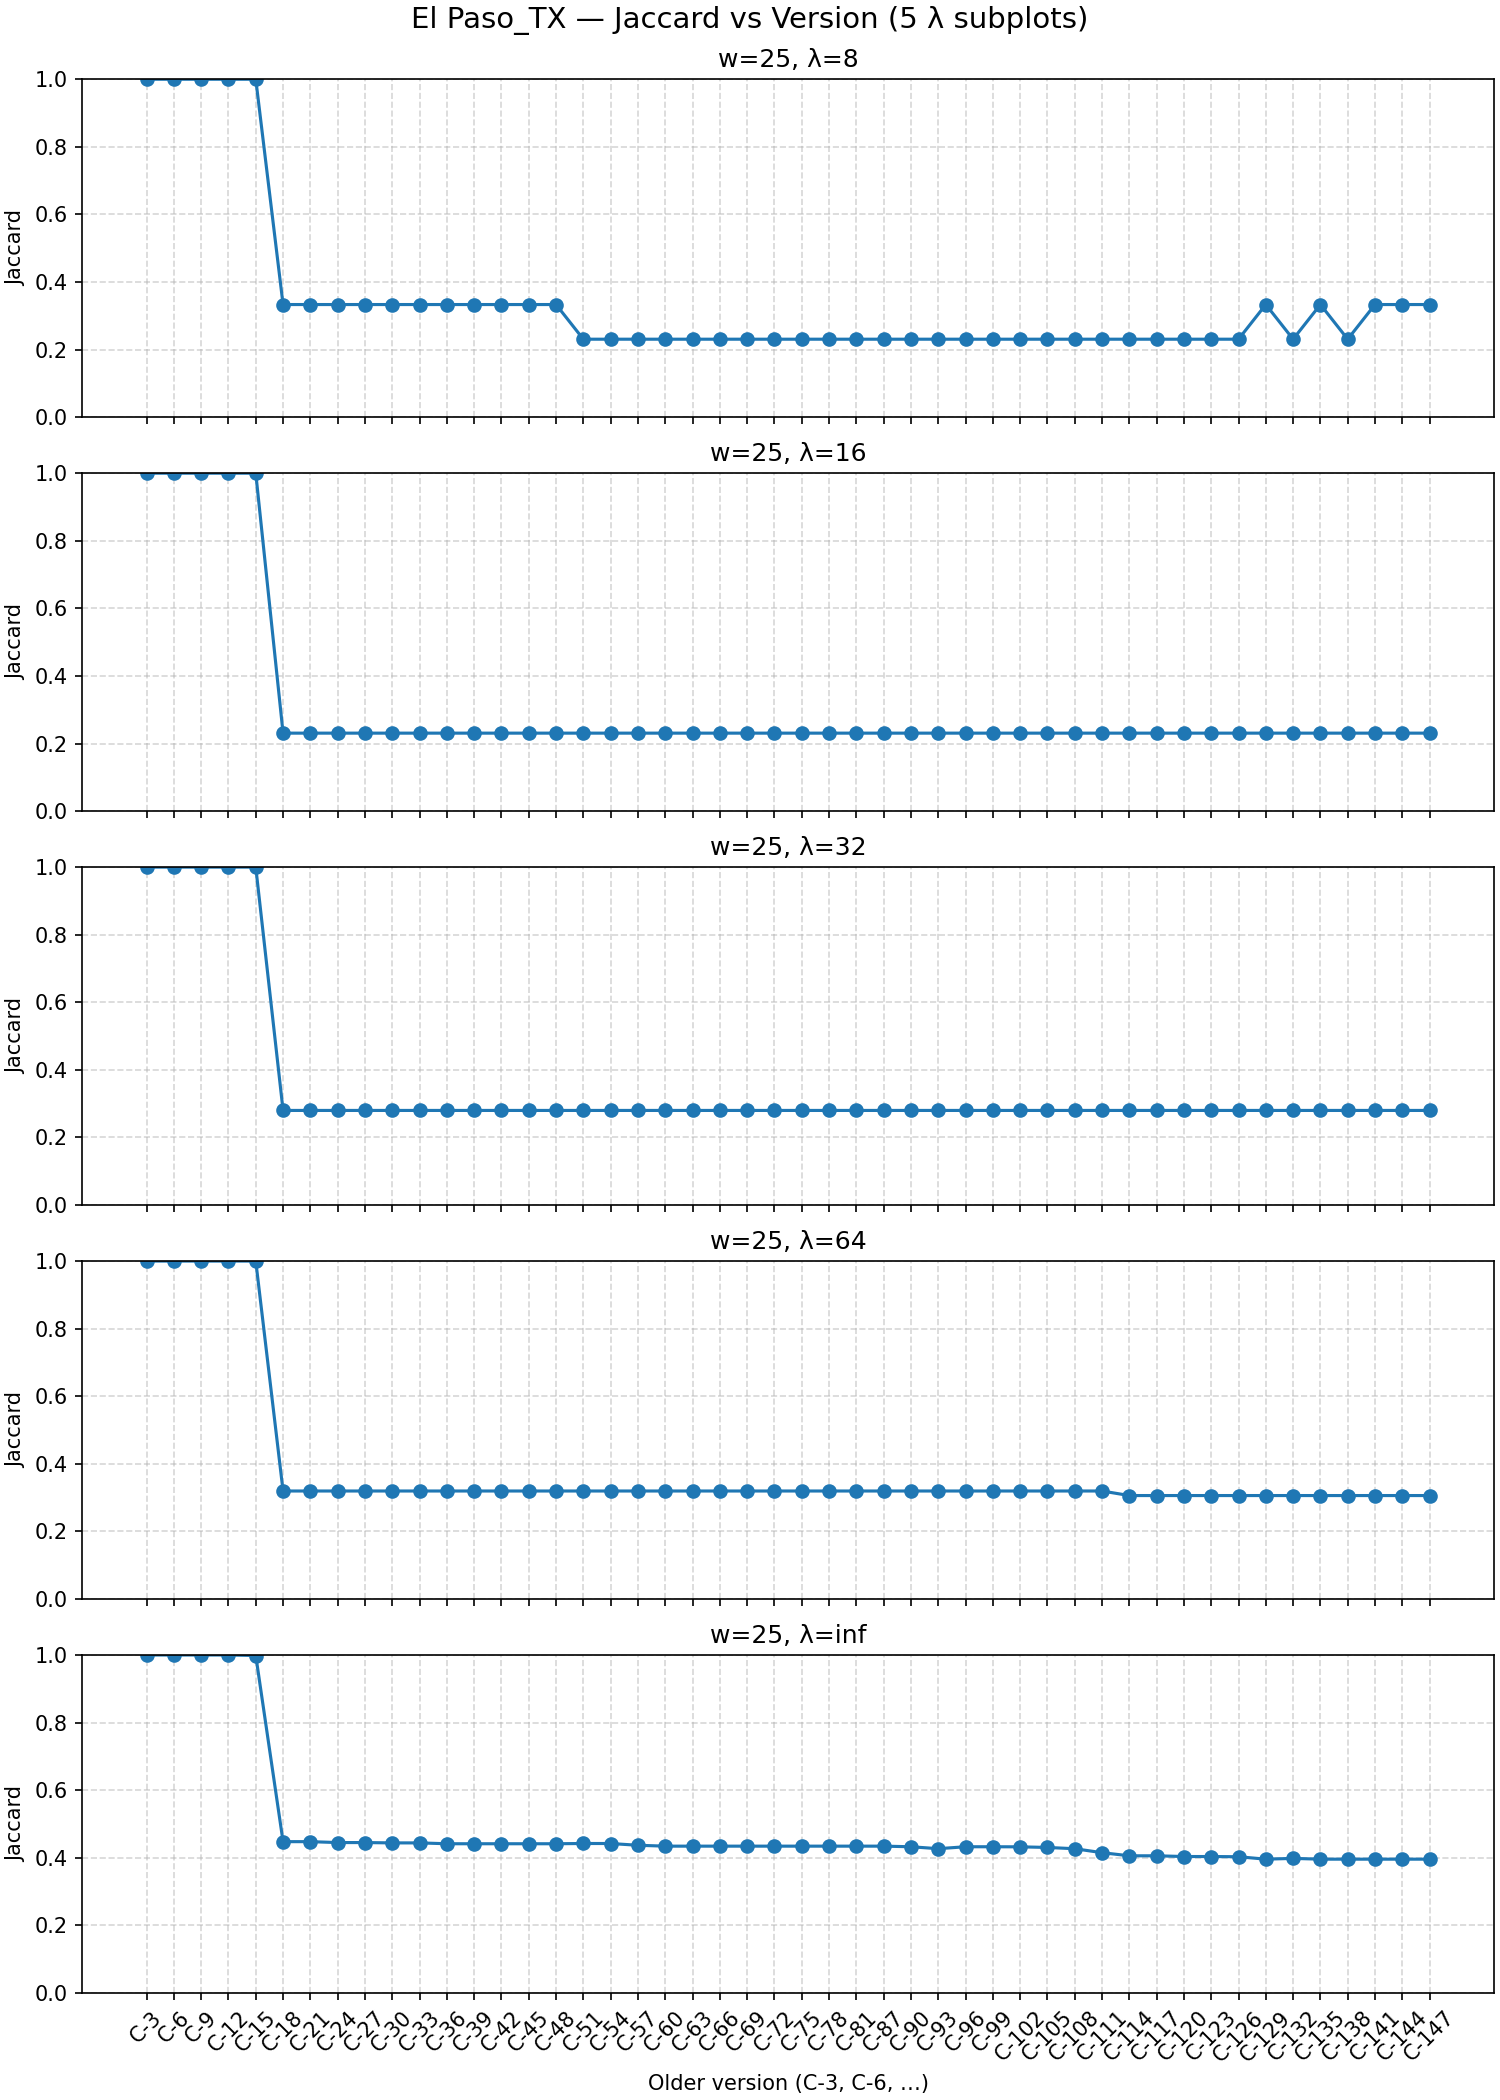 El Paso_TX — Jaccard vs Version (5 λ subplots)
w=25, λ=8
1.0
0.8
0.6
0.4
0.2
0.0
Jaccard
w=25, λ=16
1.0
0.8
0.6
0.4
0.2
0.0
Jaccard
w=25, λ=32
1.0
0.8
0.6
0.4
0.2
0.0
Jaccard
w=25, λ=64
1.0
0.8
0.6
0.4
0.2
0.0
Jaccard
w=25, λ=inf
1.0
0.8
0.6
0.4
0.2
0.0
Jaccard
C-3 C-6 C-9 C-12 C-15 C-18 C-21 C-24 C-27 C-30 C-33 C-36 C-39 C-42 C-45 C-48 C-51 C-54 C-57 C-60 C-63 C-66 C-69 C-72 C-75 C-78 C-81 C-87 C-90 C-93 C-96 C-99 C-102 C-105 C-108 C-111 C-114 C-117 C-120 C-123 C-126 C-129 C-132 C-135 C-138 C-141 C-144 C-147
Older version (C-3, C-6, ...)